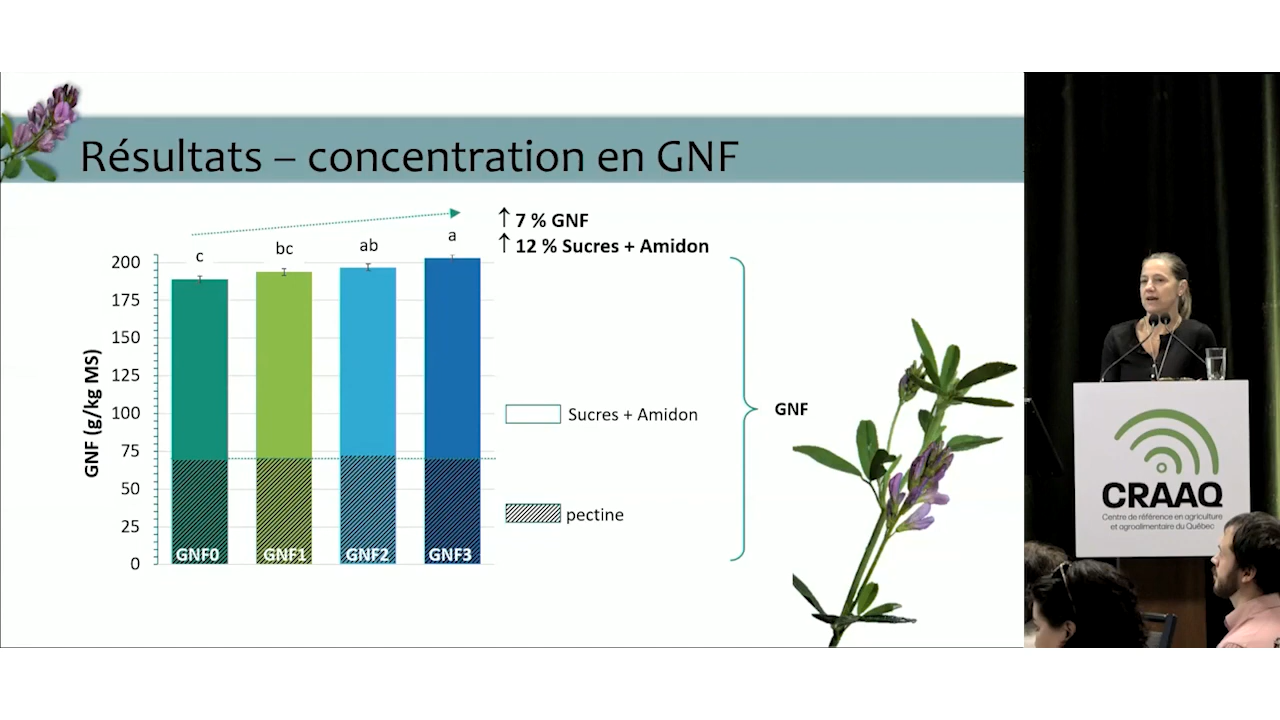 Résultats – concentration en GNF
↑ 7 % GNF
↑ 12 % Sucres + Amidon
c
bc
ab
a
GNF (g/kg MS)
200
175
150
125
100
75
50
25
0
GNF0
GNF1
GNF2
GNF3
Sucres + Amidon
pectine
GNF
CRAAQ
Centre de référence en agriculture
et agroalimentaire du Québec